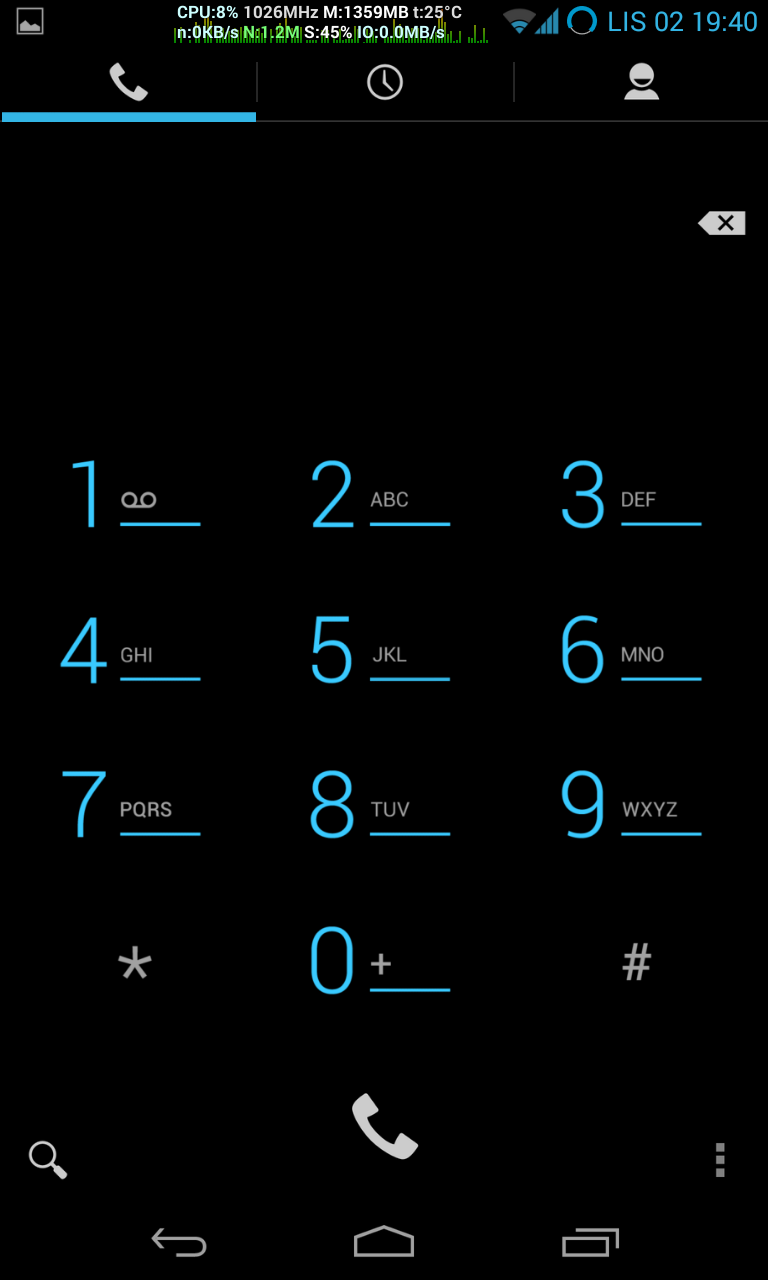 CPU:8% 1026MHz M:1359MB t:25°C
n:0KB/s N:1.2M S:45% IO:0.0MB/s
LIS 02 19:40
1
2 ABC
3 DEF
4 GHI
5 JKL
6 MNO
7 PQRS
8 TUV
9 WXYZ
*
0 +
#